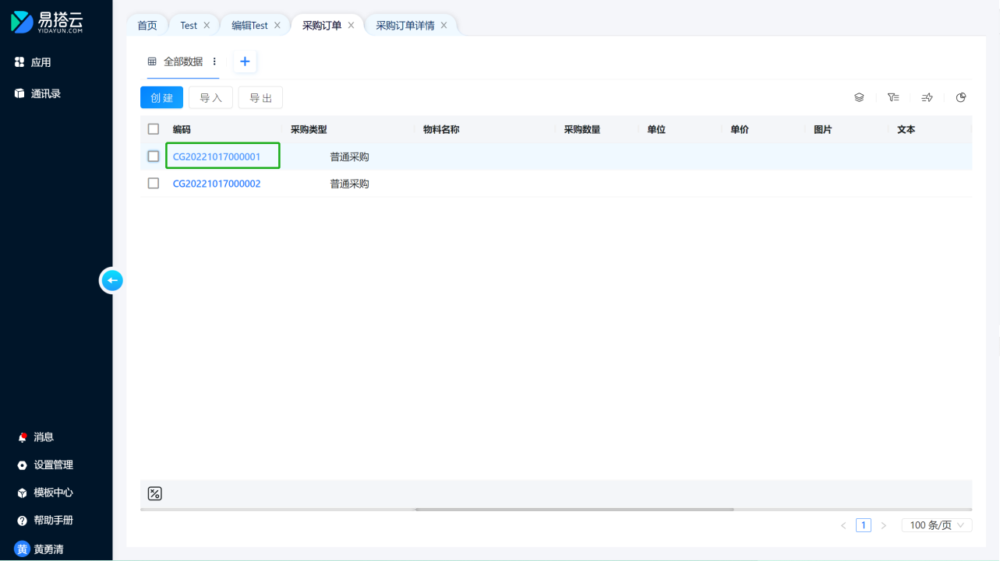 易搭云
YIDAYUN.COM
首页 Test 编辑Test 采购订单 采购订单详情
应用
通讯录
全部数据
创建 导入 导出
编码 采购类型 物料名称 采购数量 单位 单价 图片 文本
CG20221017000001 普通采购
CG20221017000002 普通采购
消息
设置管理
模板中心
帮助手册
黄 黄勇清
1 100 条/页